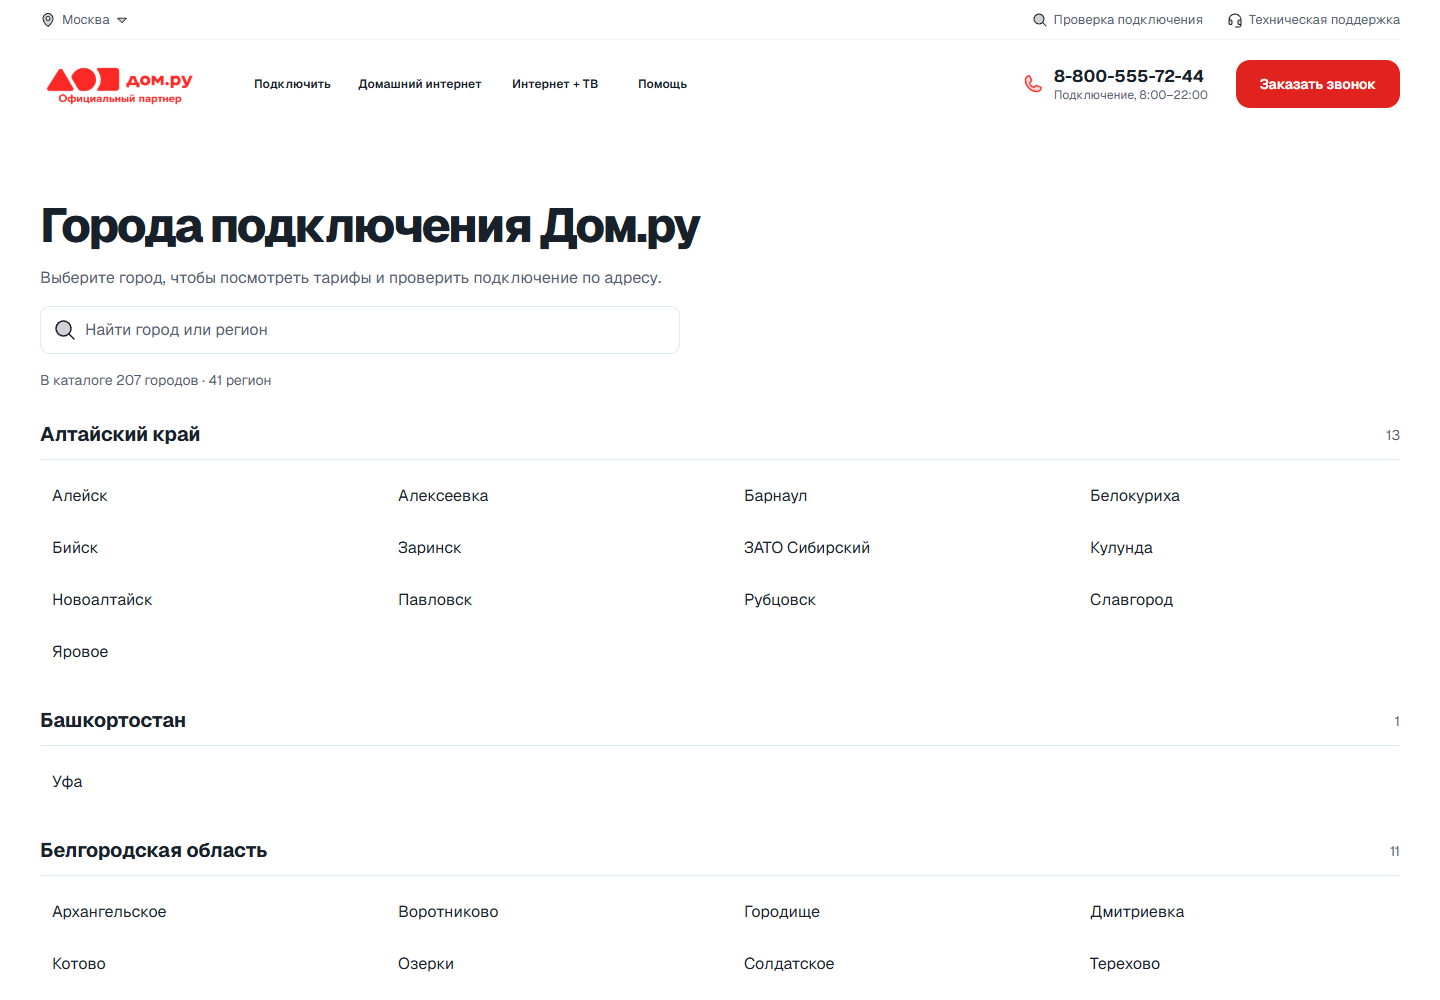 Москва
Проверка подключения
Техническая поддержка
дом.ру
Официальный партнер
Подключить
Домашний интернет
Интернет + ТВ
Помощь
8-800-555-72-44
Подключение, 8:00–22:00
Заказать звонок
Города подключения Дом.ру
Выберите город, чтобы посмотреть тарифы и проверить подключение по адресу.
Найти город или регион
В каталоге 207 городов · 41 регион
Алтайский край 13
Алейск Алексеевка Барнаул Белокуриха
Бийск Заринск ЗАТО Сибирский Кулунда
Новоалтайск Павловск Рубцовск Славгород
Яровое
Башкортостан 1
Уфа
Белгородская область 11
Архангельское Воротниково Городище Дмитриевка
Котово Озерки Солдатское Терехово